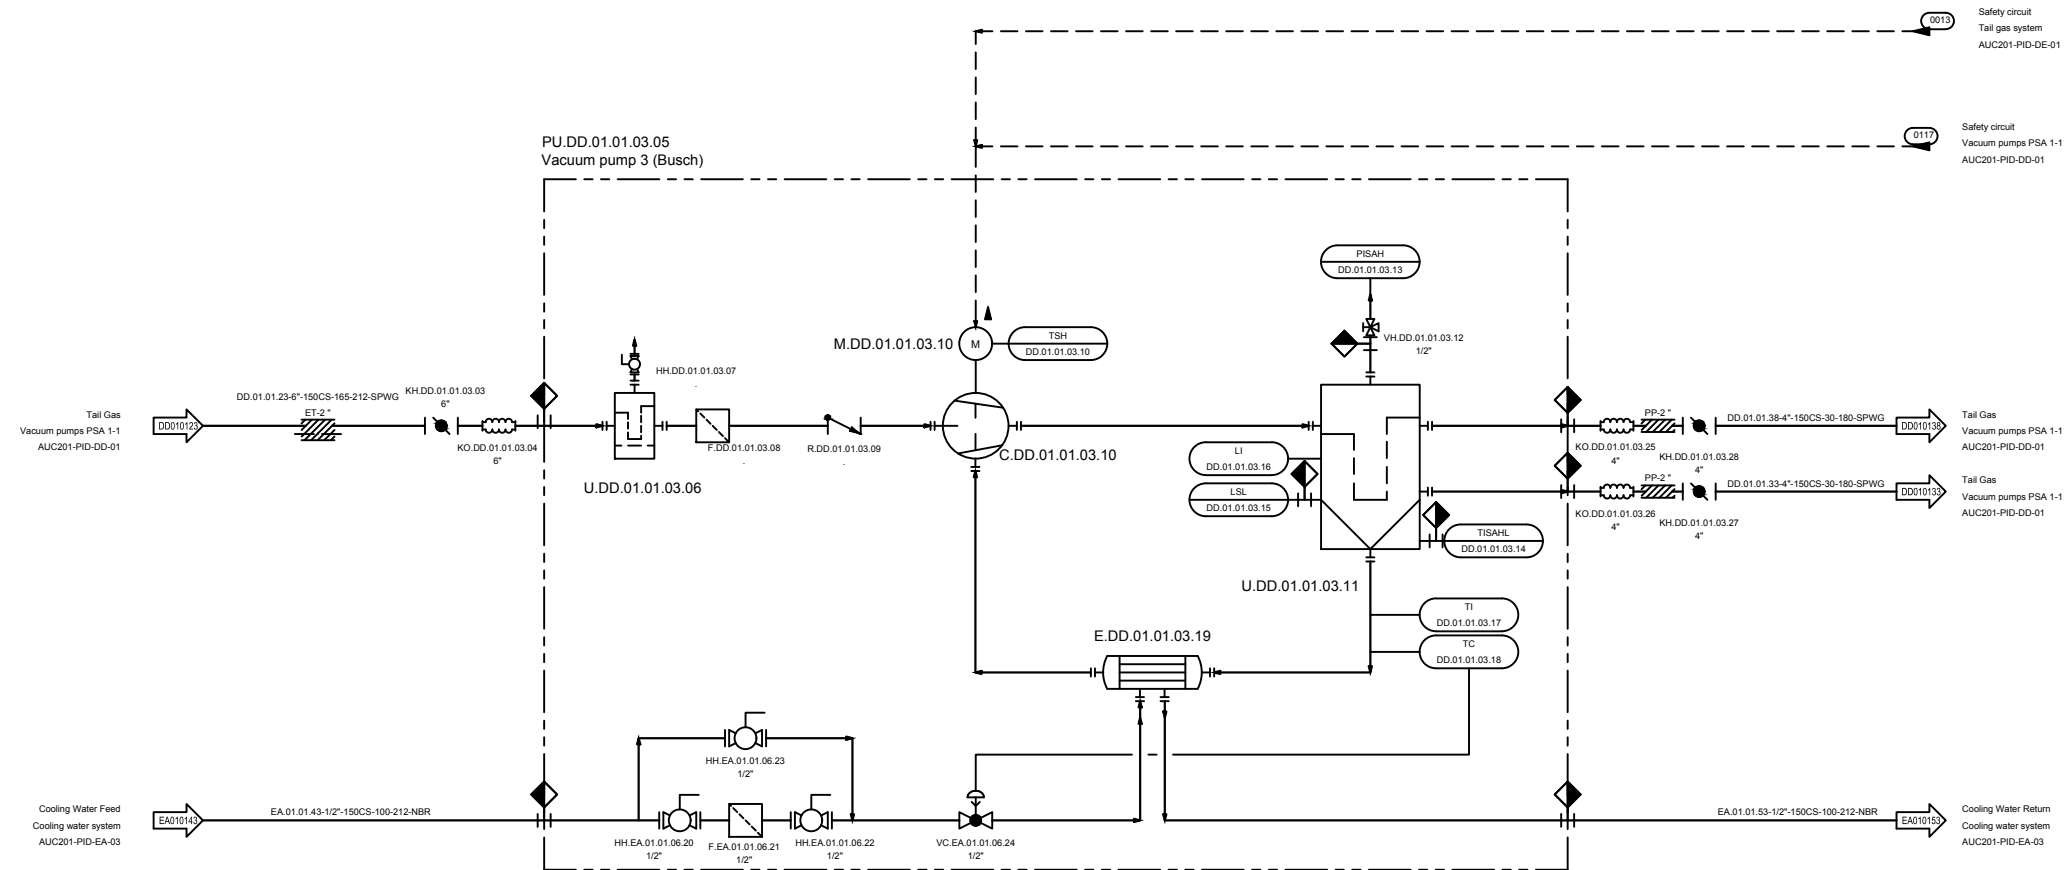 0013
Safety circuit
Tail gas system
AUC201-PID-DE-01
0117
Safety circuit
Vacuum pumps PSA 1-1
AUC201-PID-DD-01
PU.DD.01.01.03.05
Vacuum pump 3 (Busch)
PISAH
DD.01.01.03.13
VH.DD.01.01.03.12
1/2"
M.DD.01.01.03.10
M
TSH
DD.01.01.03.10
HH.DD.01.01.03.07
.
Tail Gas
Vacuum pumps PSA 1-1
AUC201-PID-DD-01
DD010123
DD.01.01.23-6"-150CS-165-212-SPWG
ET-2 "
KH.DD.01.01.03.03
6"
KO.DD.01.01.03.04
6"
U.DD.01.01.03.06
F.DD.01.01.03.08
.
R.DD.01.01.03.09
.
C.DD.01.01.03.10
LI
DD.01.01.03.16
LSL
DD.01.01.03.15
TISAHL
DD.01.01.03.14
U.DD.01.01.03.11
PP-2 "
DD.01.01.38-4"-150CS-30-180-SPWG
KO.DD.01.01.03.25
4"
KH.DD.01.01.03.28
4"
DD010138
Tail Gas
Vacuum pumps PSA 1-1
AUC201-PID-DD-01
PP-2 "
DD.01.01.33-4"-150CS-30-180-SPWG
KO.DD.01.01.03.26
4"
KH.DD.01.01.03.27
4"
DD010133
Tail Gas
Vacuum pumps PSA 1-1
AUC201-PID-DD-01
TI
DD.01.01.03.17
TC
DD.01.01.03.18
E.DD.01.01.03.19
HH.EA.01.01.06.23
1/2"
Cooling Water Feed
Cooling water system
AUC201-PID-EA-03
EA010143
EA.01.01.43-1/2"-150CS-100-212-NBR
HH.EA.01.01.06.20
1/2"
F.EA.01.01.06.21
1/2"
HH.EA.01.01.06.22
1/2"
VC.EA.01.01.06.24
1/2"
EA.01.01.53-1/2"-150CS-100-212-NBR
EA010153
Cooling Water Return
Cooling water system
AUC201-PID-EA-03